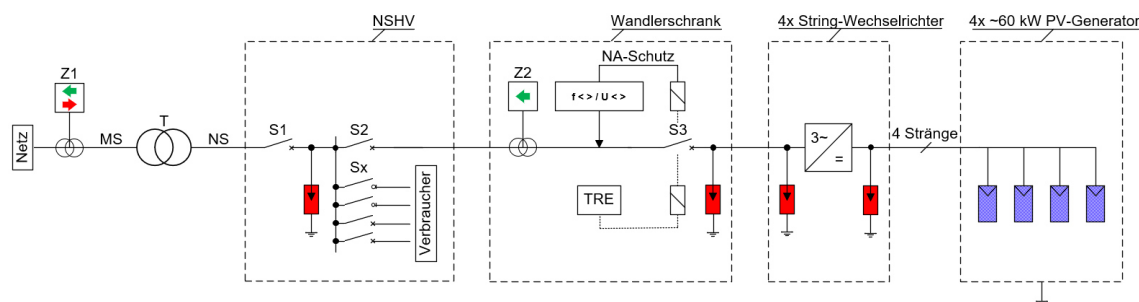 NSHV
Wandlerschrank
4x String-Wechselrichter
4x ~60 kW PV-Generator
NA-Schutz
Z1
Z2
f < > / U < >
T
S1
S2
S3
Netz
MS
NS
3~
=
4 Stränge
Sx
Verbraucher
TRE